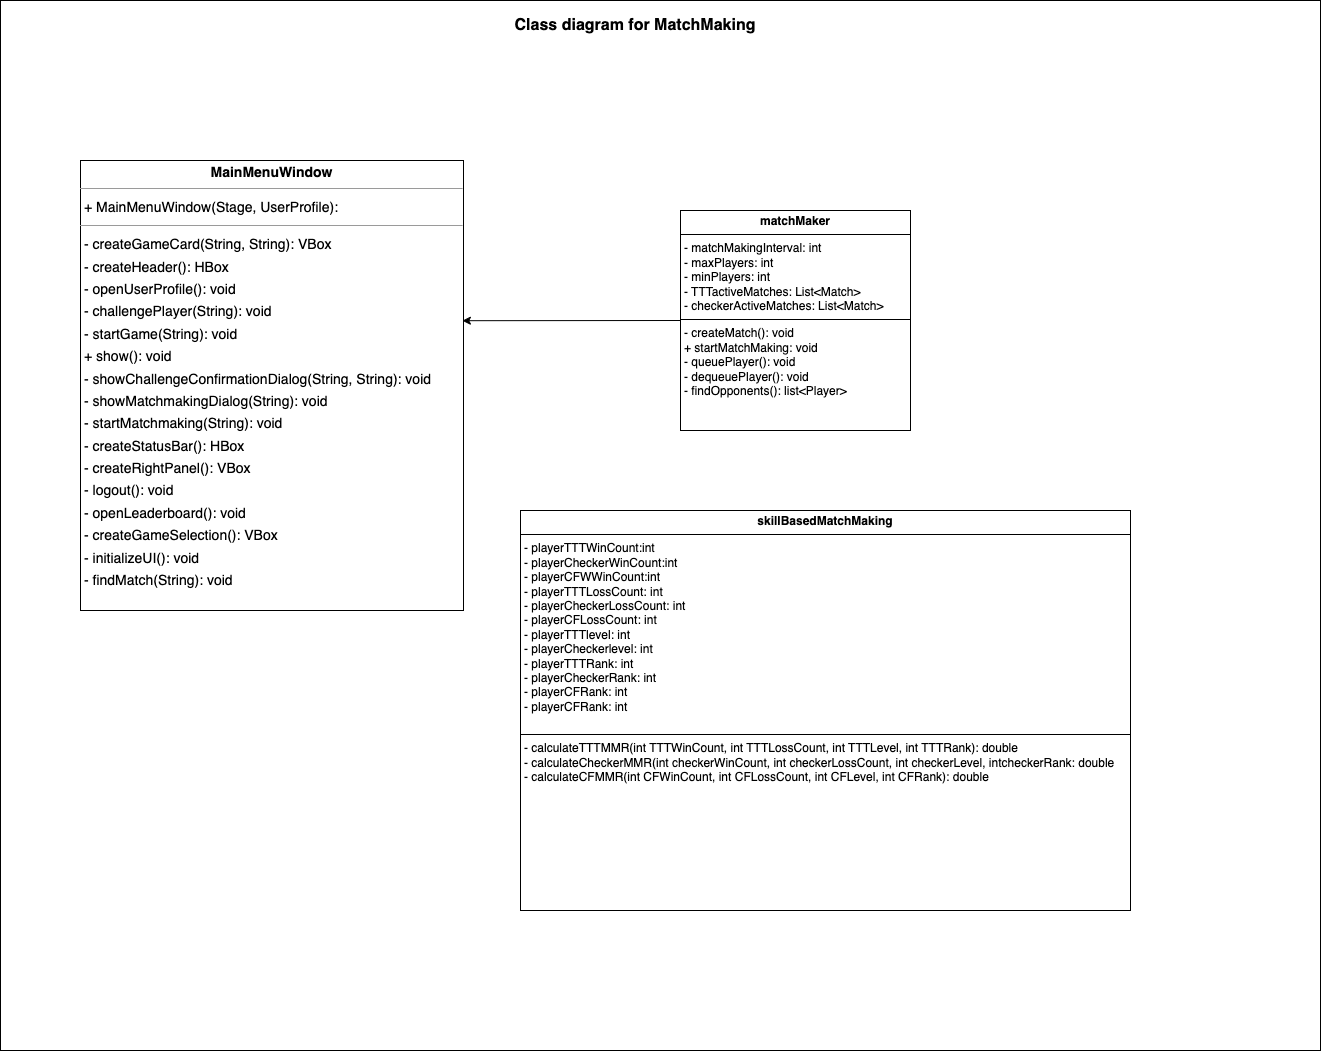 Class diagram for MatchMaking
MainMenuWindow
+ MainMenuWindow(Stage, UserProfile):
- createGameCard(String, String): VBox
- createHeader(): HBox
- openUserProfile(): void
- challengePlayer(String): void
- startGame(String): void
+ show(): void
- showChallengeConfirmationDialog(String, String): void
- showMatchmakingDialog(String): void
- startMatchmaking(String): void
- createStatusBar(): HBox
- createRightPanel(): VBox
- logout(): void
- openLeaderboard(): void
- createGameSelection(): VBox
- initializeUI(): void
- findMatch(String): void
matchMaker
- matchMakingInterval: int
- maxPlayers: int
- minPlayers: int
- TTTactiveMatches: List<Match>
- checkerActiveMatches: List<Match>
- createMatch(): void
+ startMatchMaking: void
- queuePlayer(): void
- dequeuePlayer(): void
- findOpponents(): list<Player>
skillBasedMatchMaking
- playerTTTWinCount:int
- playerCheckerWinCount:int
- playerCFWWinCount:int
- playerTTTLossCount: int
- playerCheckerLossCount: int
- playerCFLossCount: int
- playerTTTlevel: int
- playerCheckerlevel: int
- playerTTTRank: int
- playerCheckerRank: int
- playerCFRank: int
- playerCFRank: int
- calculateTTTMMR(int TTTWinCount, int TTTLossCount, int TTTLevel, int TTTRank): double
- calculateCheckerMMR(int checkerWinCount, int checkerLossCount, int checkerLevel, intcheckerRank: double
- calculateCFMMR(int CFWinCount, int CFLossCount, int CFLevel, int CFRank): double